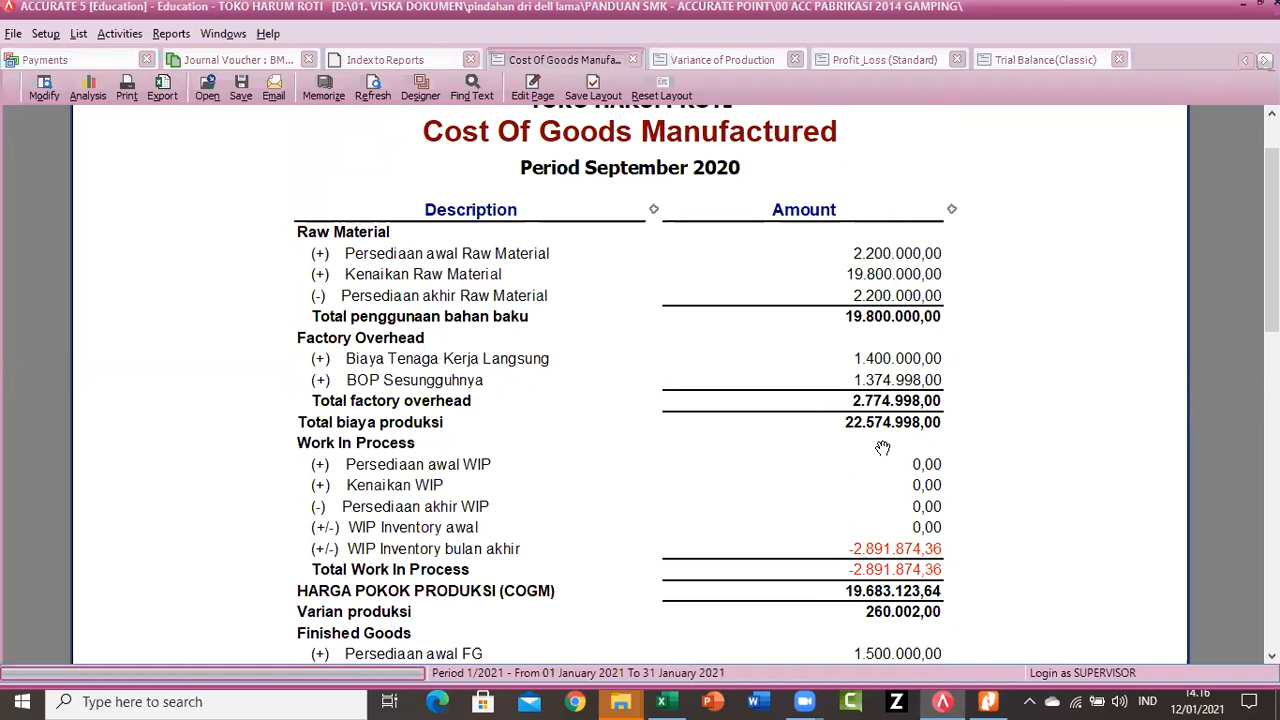 ACCURATE 5 [Education] - Education - TOKO HARUM ROTI [D:\01. VISKA DOKUMEN\pindahan dri dell lama\PANDUAN SMK - ACCURATE POINT\00 ACC PABRIKASI 2014 GAMPING\
File Setup List Activities Reports Windows Help
Payments Journal Voucher : BM... Index to Reports Cost Of Goods Manufa... Variance of Production Profit_Loss (Standard) Trial Balance (Classic)
Modify Analysis Print Export Open Save Email Memorize Refresh Designer Find Text Edit Page Save Layout Reset Layout
TOKO HARUM ROTI
Cost Of Goods Manufactured
Period September 2020
Description Amount
Raw Material
(+) Persediaan awal Raw Material 2.200.000,00
(+) Kenaikan Raw Material 19.800.000,00
(-) Persediaan akhir Raw Material 2.200.000,00
Total penggunaan bahan baku 19.800.000,00
Factory Overhead
(+) Biaya Tenaga Kerja Langsung 1.400.000,00
(+) BOP Sesungguhnya 1.374.998,00
Total factory overhead 2.774.998,00
Total biaya produksi 22.574.998,00
Work In Process
(+) Persediaan awal WIP 0,00
(+) Kenaikan WIP 0,00
(-) Persediaan akhir WIP 0,00
(+/-) WIP Inventory awal 0,00
(+/-) WIP Inventory bulan akhir -2.891.874,36
Total Work In Process -2.891.874,36
HARGA POKOK PRODUKSI (COGM) 19.683.123,64
Varian produksi 260.002,00
Finished Goods
(+) Persediaan awal FG 1.500.000,00
Period 1/2021 - From 01 January 2021 To 31 January 2021 Login as SUPERVISOR
Type here to search IND 14.16
12/01/2021